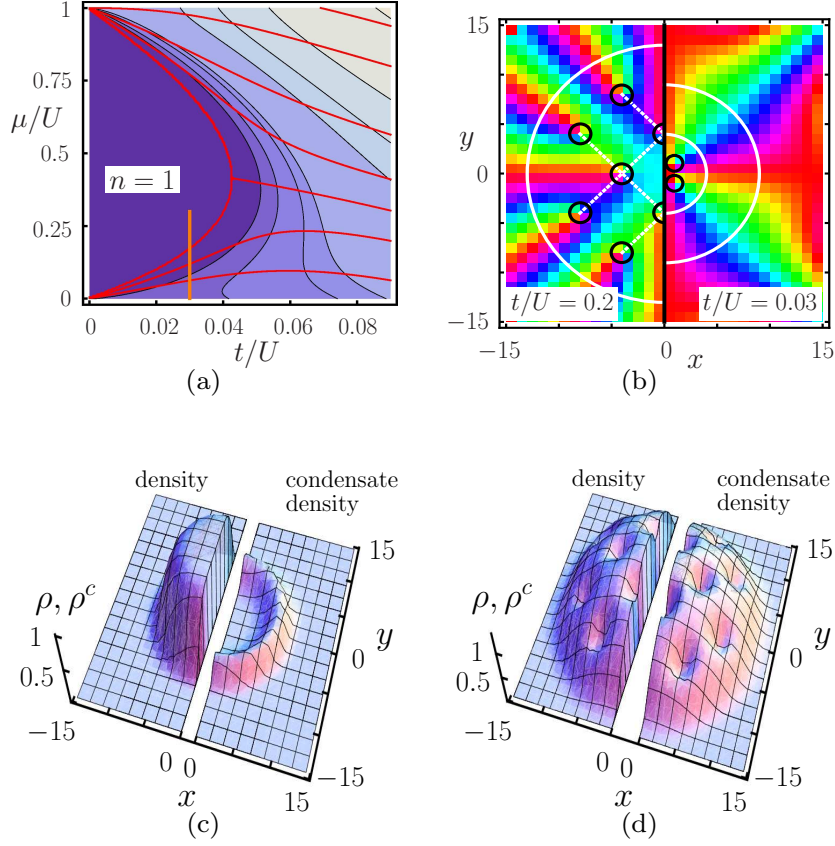 1
0.75
μ/U
0.5
n = 1
0.25
0
0
0.02
0.04
0.06
0.08
t/U
(a)
15
y
0
−15
t/U = 0.2
t/U = 0.03
−15
0
15
x
(b)
density
condensate
density
ρ, ρᶜ
1
0.5
−15
0
0
15
x
15
0
−15
y
(c)
density
condensate
density
ρ, ρᶜ
1
0.5
−15
0
0
15
x
15
0
−15
y
(d)